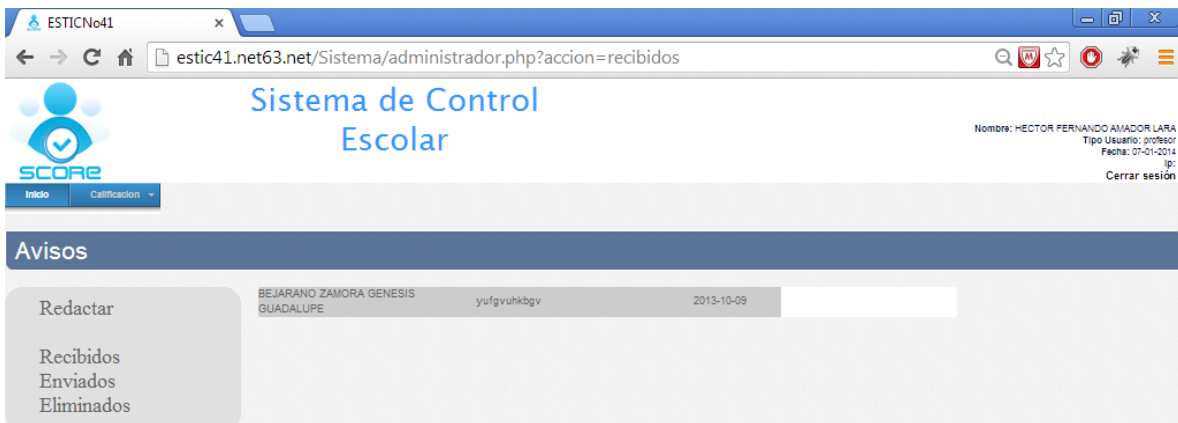 ESTICNo41
estic41.net63.net/Sistema/administrador.php?accion=recibidos
Sistema de Control
Escolar
score
Nombre: HECTOR FERNANDO AMADOR LARA
Tipo Usuario: profesor
Fecha: 07-01-2014
Ip:
Cerrar sesión
Inicio Calificacion
Avisos
Redactar
Recibidos
Enviados
Eliminados
BEJARANO ZAMORA GENESIS
GUADALUPE
yufgvuhkbgv
2013-10-09